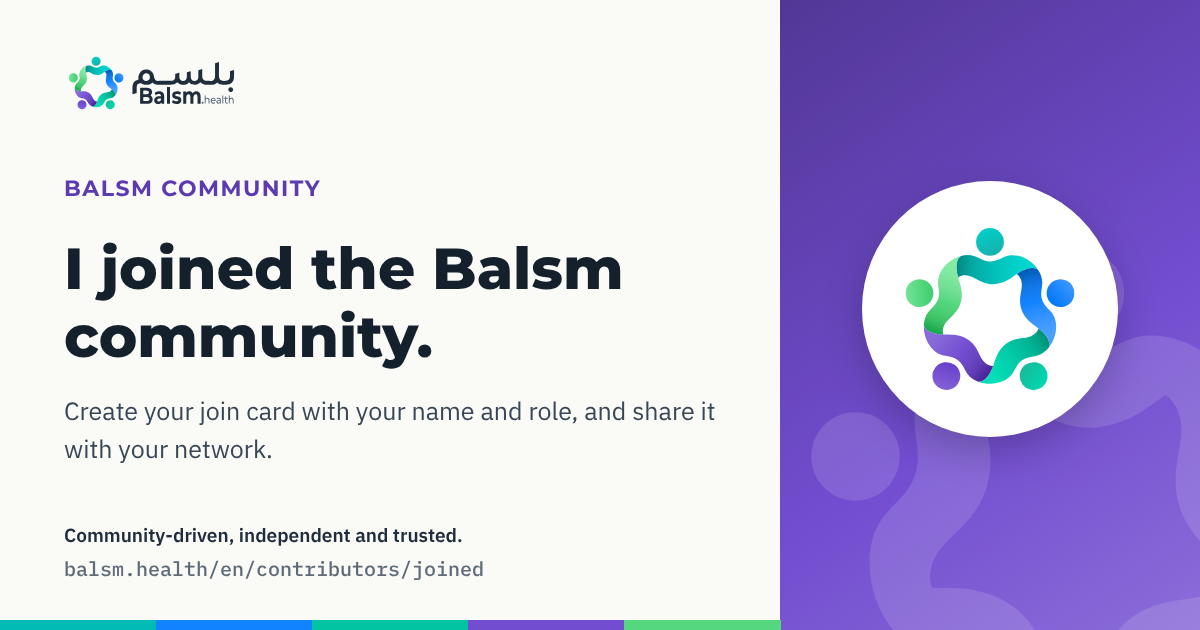 بلسم
Balsm.health
BALSM COMMUNITY
I joined the Balsm
community.
Create your join card with your name and role, and share it
with your network.
Community-driven, independent and trusted.
balsm.health/en/contributors/joined